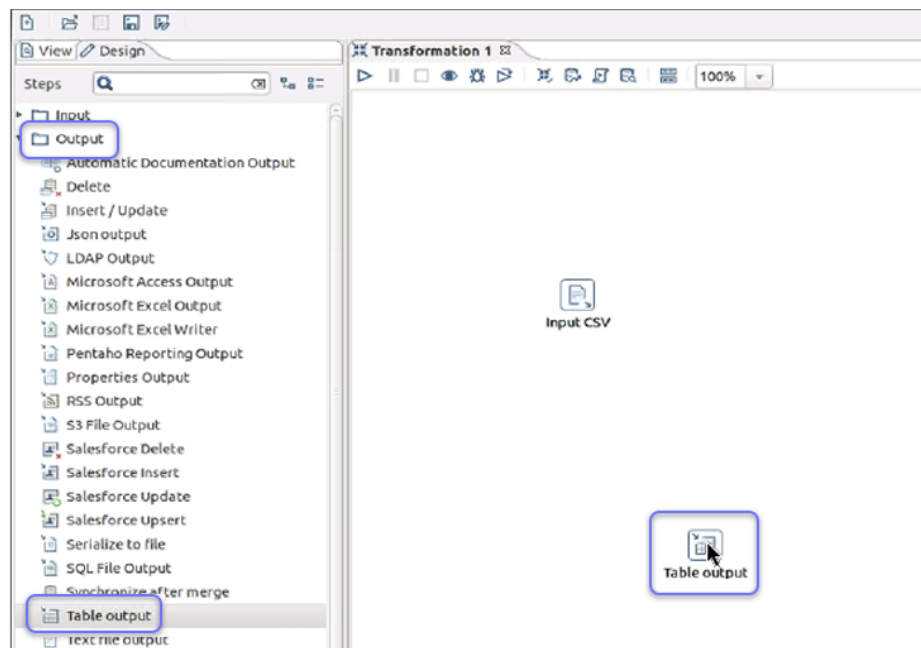 View Design
Transformation 1
Steps
100%
Input
Output
Automatic Documentation Output
Delete
Insert / Update
Json output
LDAP Output
Microsoft Access Output
Microsoft Excel Output
Microsoft Excel Writer
Pentaho Reporting Output
Properties Output
RSS Output
S3 File Output
Salesforce Delete
Salesforce Insert
Salesforce Update
Salesforce Upsert
Serialize to file
SQL File Output
Synchronize after merge
Table output
Text file output
Input CSV
Table output